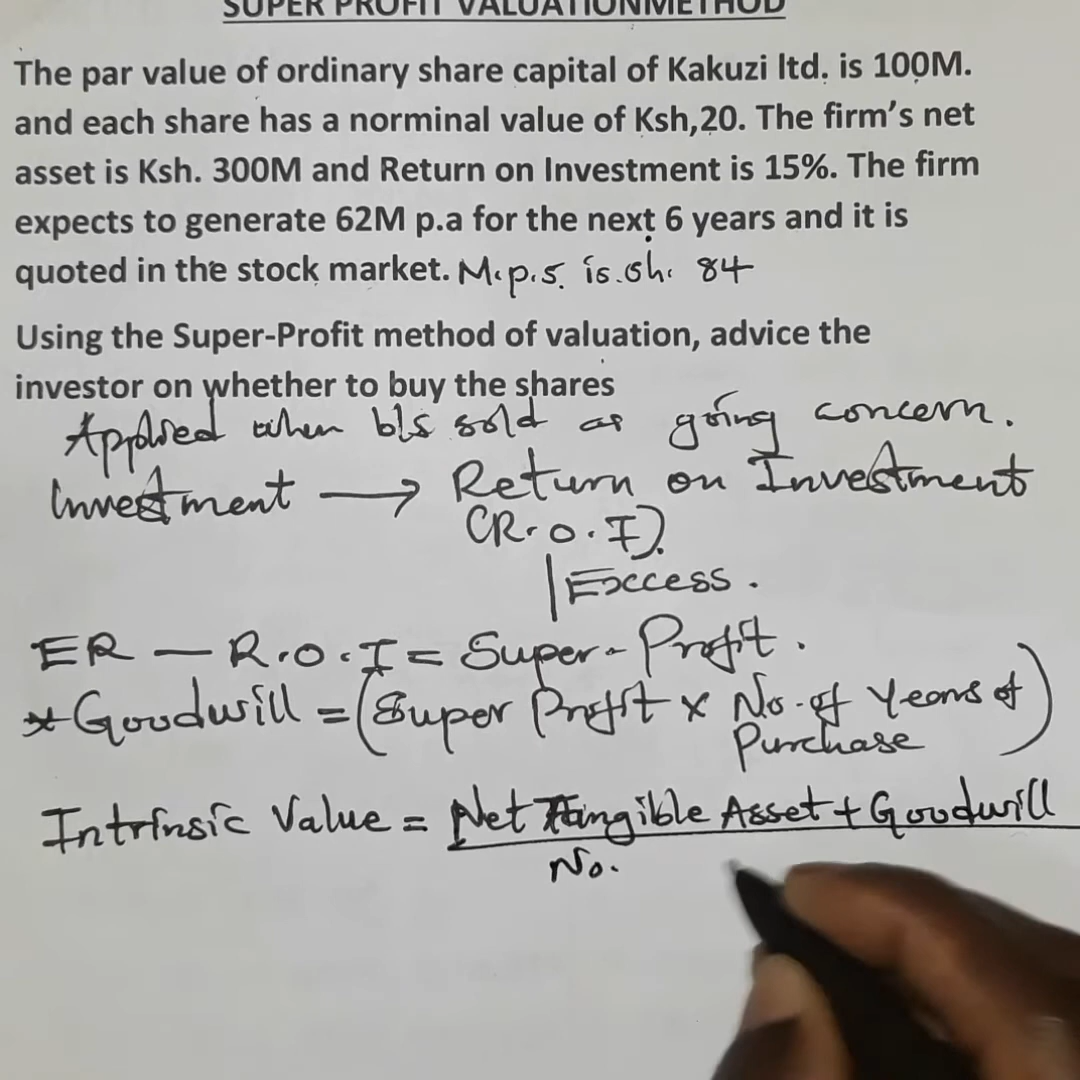 SUPER PROFIT VALUATIONMETHOD
The par value of ordinary share capital of Kakuzi ltd. is 100M.
and each share has a norminal value of Ksh,20. The firm's net
asset is Ksh. 300M and Return on Investment is 15%. The firm
expects to generate 62M p.a for the next 6 years and it is
quoted in the stock market. M.p.s. is.sh. 84
Using the Super-Profit method of valuation, advice the
investor on whether to buy the shares
Applied when bls sold as going concern.
Investment → Return on Investment
(R.O.I).
Excess.
ER — R.O.I = Super-Profit.
* Goodwill = (Super Profit x No. of Years of
Purchase)
Intrinsic Value = Net Tangible Asset + Goodwill
No.